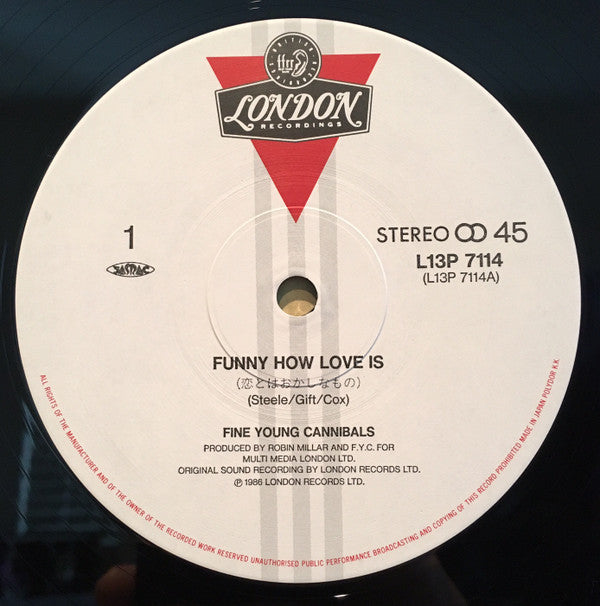 ffrr
LONDON
RECORDINGS
1
STEREO 45
L13P 7114
(L13P 7114A)
JASRAC
FUNNY HOW LOVE IS
(恋とはおかしなもの)
(Steele/Gift/Cox)
FINE YOUNG CANNIBALS
PRODUCED BY ROBIN MILLAR AND F.Y.C. FOR
MULTI MEDIA LONDON LTD.
ORIGINAL SOUND RECORDING BY LONDON RECORDS LTD.
℗ 1986 LONDON RECORDS LTD.
ALL RIGHTS OF THE MANUFACTURER AND OF THE OWNER OF THE RECORDED WORK RESERVED UNAUTHORISED PUBLIC PERFORMANCE BROADCASTING AND COPYING OF THIS RECORD PROHIBITED MADE IN JAPAN POLYDOR K.K.